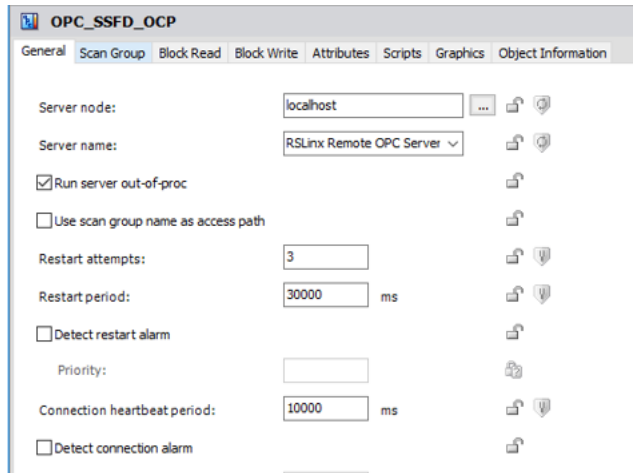 OPC_SSFD_OCP
General Scan Group Block Read Block Write Attributes Scripts Graphics Object Information
Server node: localhost ...
Server name: RSLinx Remote OPC Server
Run server out-of-proc
Use scan group name as access path
Restart attempts: 3
Restart period: 30000 ms
Detect restart alarm
Priority:
Connection heartbeat period: 10000 ms
Detect connection alarm